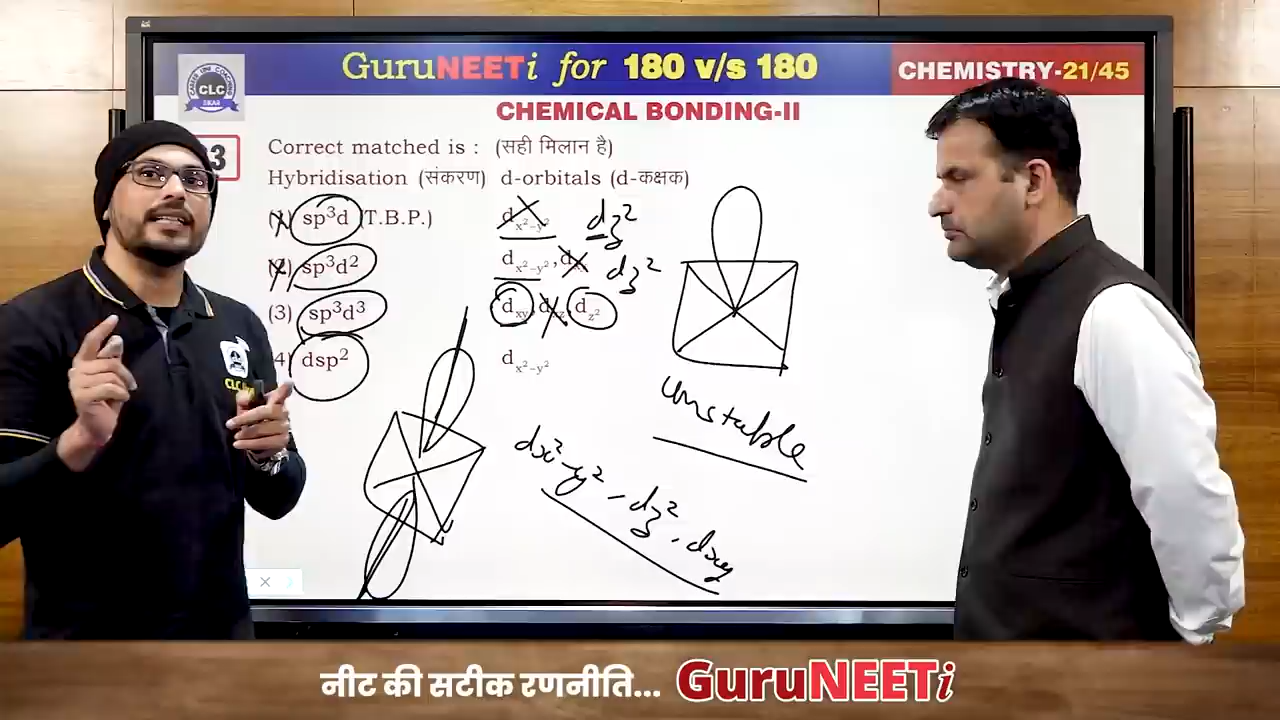 GuruNEETi for 180 v/s 180
CHEMISTRY-21/45
CLC
SIKAR
CHEMICAL BONDING-II
3
Correct matched is : (सही मिलान है)
Hybridisation (संकरण) d-orbitals (d-कक्षक)
(1) sp³d (T.B.P.) dx²-y² dz²
(2) sp³d² dx²-y², d dz²
(3) sp³d³ dxy, d z, dz²
4) dsp² dx²-y²
unstable
dx²-y², dz², dxy
CLC
नीट की सटीक रणनीति... GuruNEETi